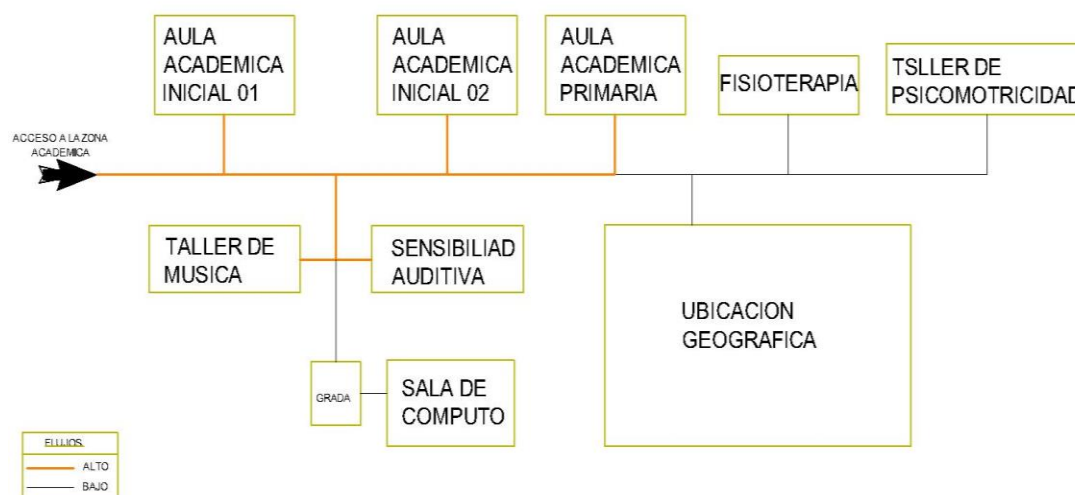 AULA
ACADEMICA
INICIAL 01
AULA
ACADEMICA
INICIAL 02
AULA
ACADEMICA
PRIMARIA
FISIOTERAPIA
TSLLER DE
PSICOMOTRICIDAD
ACCESO A LA ZONA
ACADEMICA
TALLER DE
MUSICA
SENSIBILIAD
AUDITIVA
UBICACION
GEOGRAFICA
GRADA
SALA DE
COMPUTO
FLUJOS
ALTO
BAJO